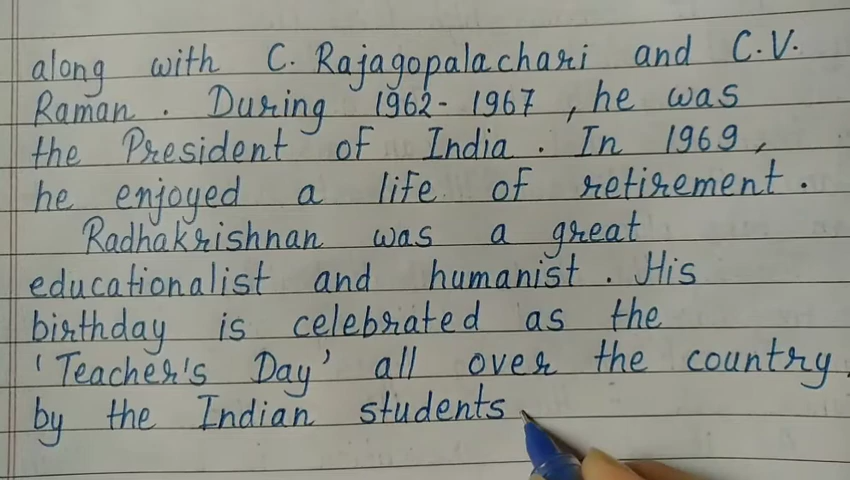 along with C. Rajagopalachari and C.V.
Raman. During 1962-1967, he was
the President of India. In 1969,
he enjoyed a life of retirement.
Radhakrishnan was a great
educationalist and humanist. His
birthday is celebrated as the
'Teacher's Day' all over the country
by the Indian students